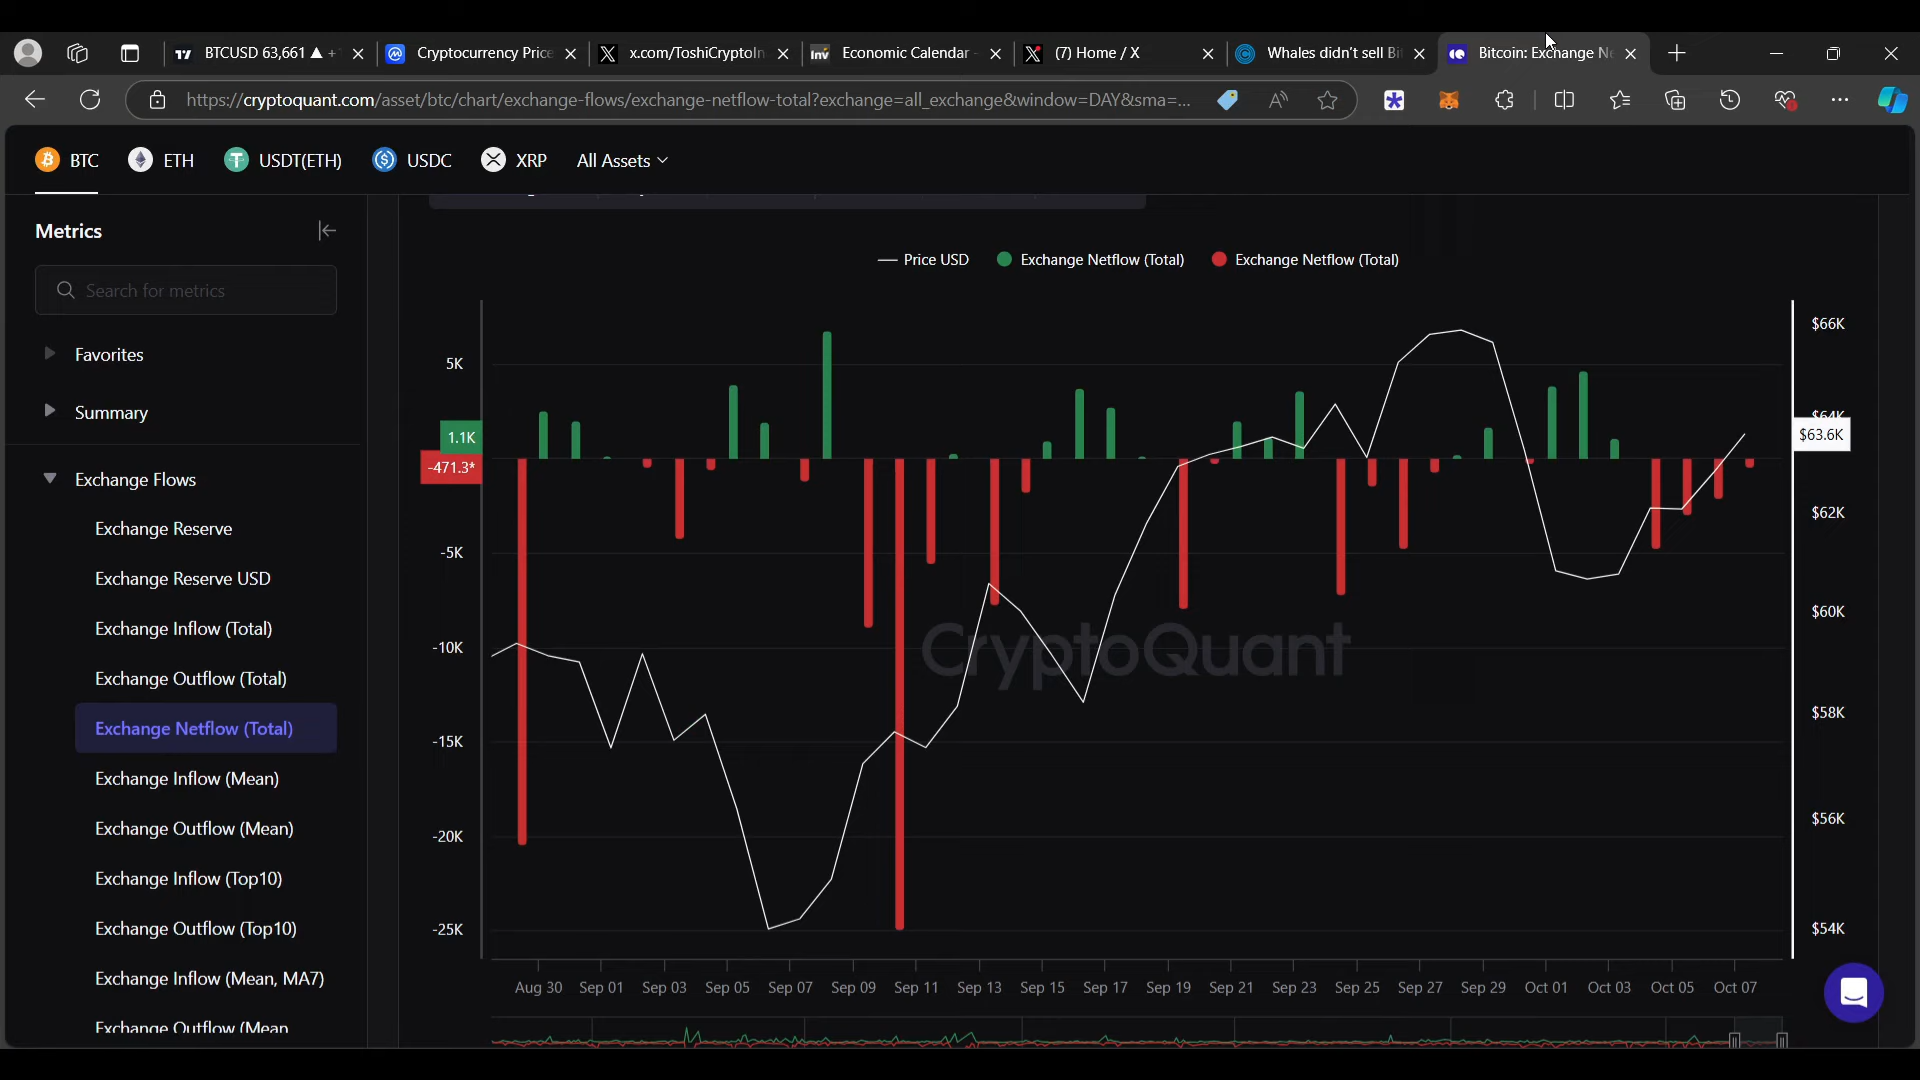 BTCUSD 63,661 ▲ +
Cryptocurrency Price
x.com/ToshiCryptoIn
Economic Calendar -
(7) Home / X
Whales didn't sell Bi
Bitcoin: Exchange Ne
https://cryptoquant.com/asset/btc/chart/exchange-flows/exchange-netflow-total?exchange=all_exchange&window=DAY&sma=...
BTC
ETH
USDT(ETH)
USDC
XRP
All Assets
Metrics
Search for metrics
Favorites
Summary
Exchange Flows
Exchange Reserve
Exchange Reserve USD
Exchange Inflow (Total)
Exchange Outflow (Total)
Exchange Netflow (Total)
Exchange Inflow (Mean)
Exchange Outflow (Mean)
Exchange Inflow (Top10)
Exchange Outflow (Top10)
Exchange Inflow (Mean, MA7)
Exchange Outflow (Mean
Price USD
Exchange Netflow (Total)
Exchange Netflow (Total)
5K
1.1K
-471.3*
-5K
-10K
-15K
-20K
-25K
CryptoQuant
$66K
$64K
$63.6K
$62K
$60K
$58K
$56K
$54K
Aug 30
Sep 01
Sep 03
Sep 05
Sep 07
Sep 09
Sep 11
Sep 13
Sep 15
Sep 17
Sep 19
Sep 21
Sep 23
Sep 25
Sep 27
Sep 29
Oct 01
Oct 03
Oct 05
Oct 07